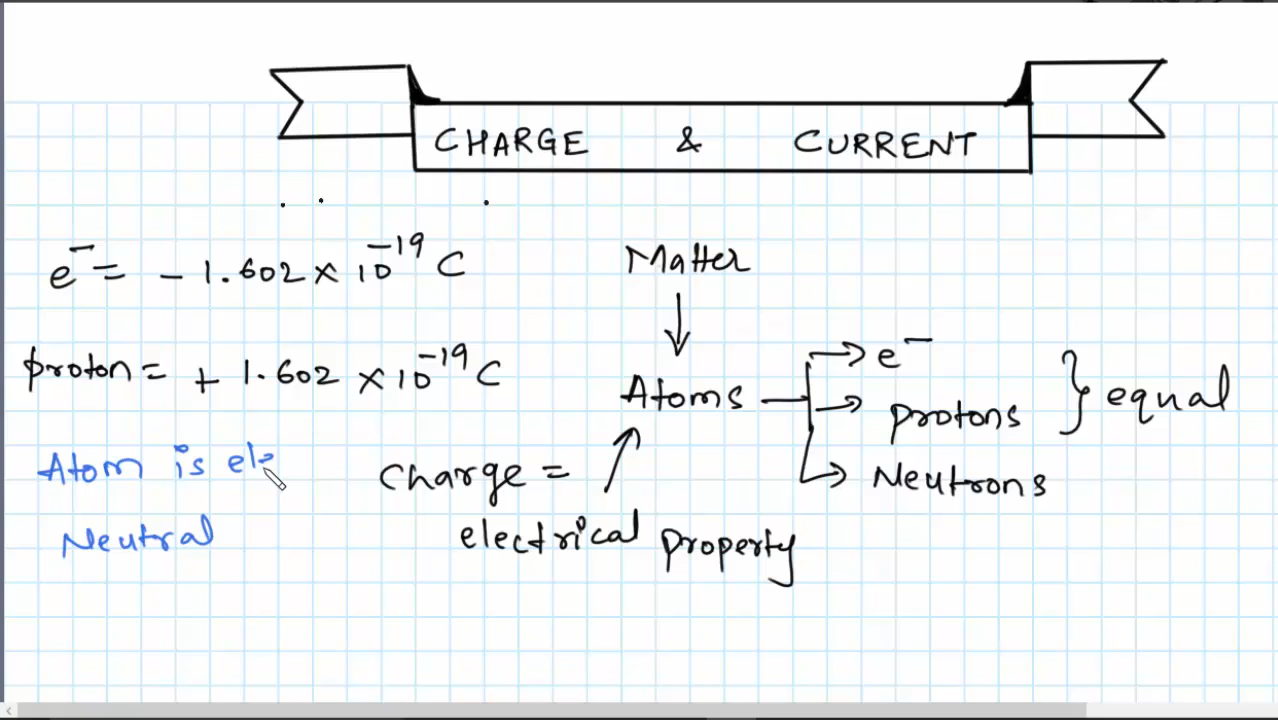 CHARGE & CURRENT
e⁻ = - 1.602 × 10⁻¹⁹ C
proton = + 1.602 × 10⁻¹⁹ C
Atom is ele
Neutral
Matter
Atoms
e⁻
protons
Neutrons
equal
charge =
electrical property